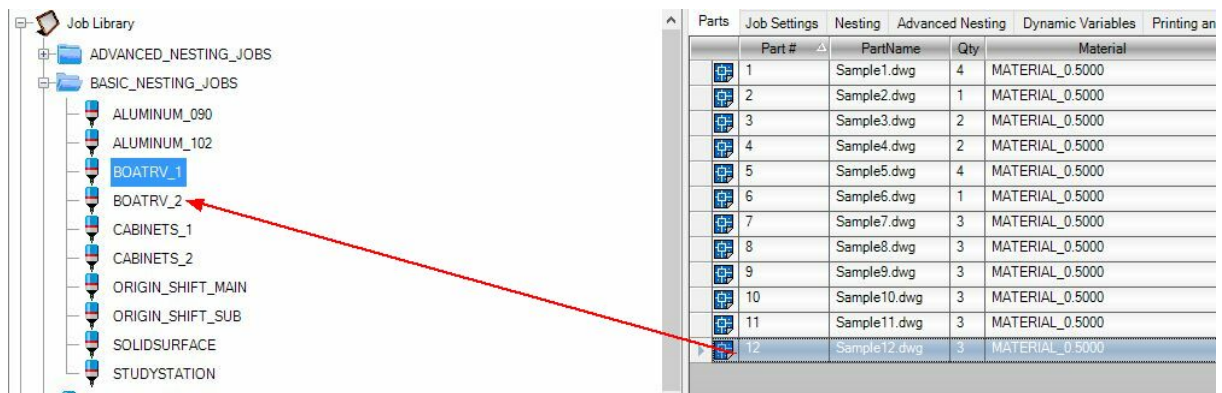 Job Library
ADVANCED_NESTING_JOBS
BASIC_NESTING_JOBS
ALUMINUM_090
ALUMINUM_102
BOATRV_1
BOATRV_2
CABINETS_1
CABINETS_2
ORIGIN_SHIFT_MAIN
ORIGIN_SHIFT_SUB
SOLIDSURFACE
STUDYSTATION
Parts Job Settings Nesting Advanced Nesting Dynamic Variables Printing an
Part # PartName Qty Material
1 Sample1.dwg 4 MATERIAL_0.5000
2 Sample2.dwg 1 MATERIAL_0.5000
3 Sample3.dwg 2 MATERIAL_0.5000
4 Sample4.dwg 2 MATERIAL_0.5000
5 Sample5.dwg 4 MATERIAL_0.5000
6 Sample6.dwg 1 MATERIAL_0.5000
7 Sample7.dwg 3 MATERIAL_0.5000
8 Sample8.dwg 3 MATERIAL_0.5000
9 Sample9.dwg 3 MATERIAL_0.5000
10 Sample10.dwg 3 MATERIAL_0.5000
11 Sample11.dwg 3 MATERIAL_0.5000
12 Sample12.dwg 3 MATERIAL_0.5000